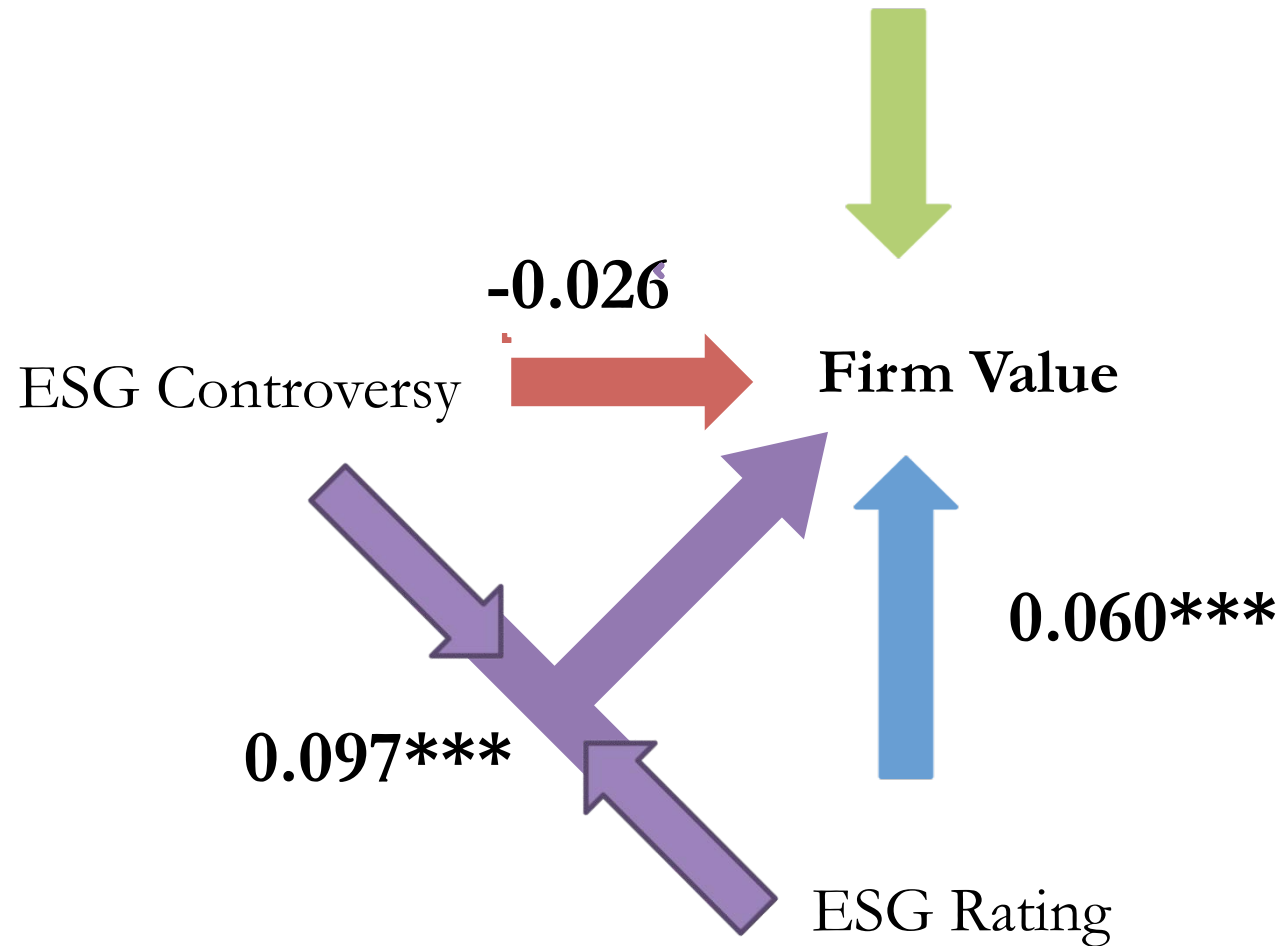 -0.026
ESG Controversy
Firm Value
0.060***
0.097***
ESG Rating